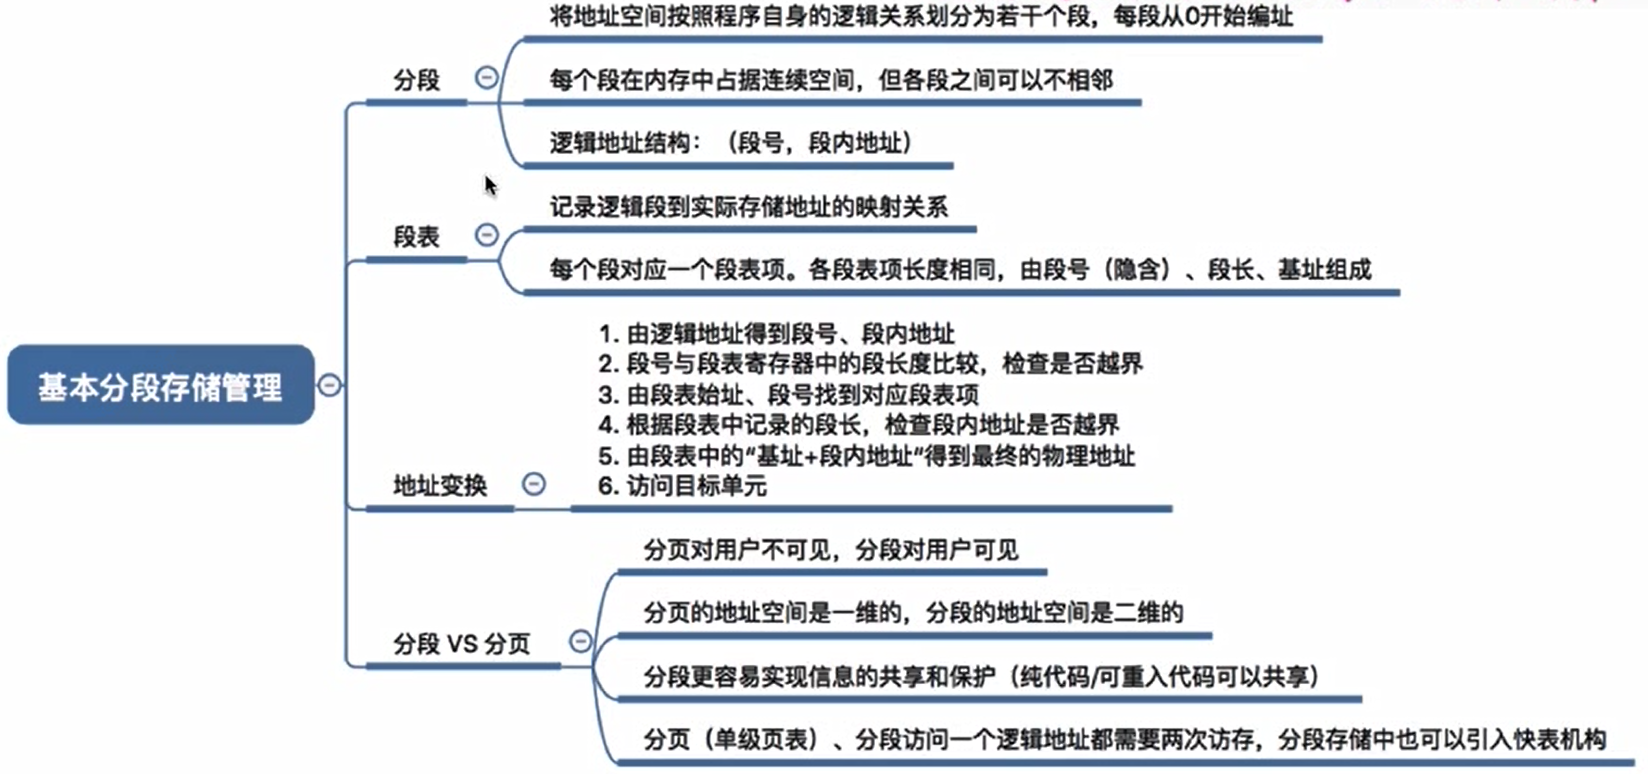 将地址空间按照程序自身的逻辑关系划分为若干个段，每段从0开始编址
分段
每个段在内存中占据连续空间，但各段之间可以不相邻
逻辑地址结构：（段号，段内地址）
记录逻辑段到实际存储地址的映射关系
段表
每个段对应一个段表项。各段表项长度相同，由段号（隐含）、段长、基址组成
基本分段存储管理
1. 由逻辑地址得到段号、段内地址
2. 段号与段表寄存器中的段长度比较，检查是否越界
3. 由段表始址、段号找到对应段表项
4. 根据段表中记录的段长，检查段内地址是否越界
5. 由段表中的“基址+段内地址”得到最终的物理地址
6. 访问目标单元
地址变换
分页对用户不可见，分段对用户可见
分页的地址空间是一维的，分段的地址空间是二维的
分段 VS 分页
分段更容易实现信息的共享和保护（纯代码/可重入代码可以共享）
分页（单级页表）、分段访问一个逻辑地址都需要两次访存，分段存储中也可以引入快表机构